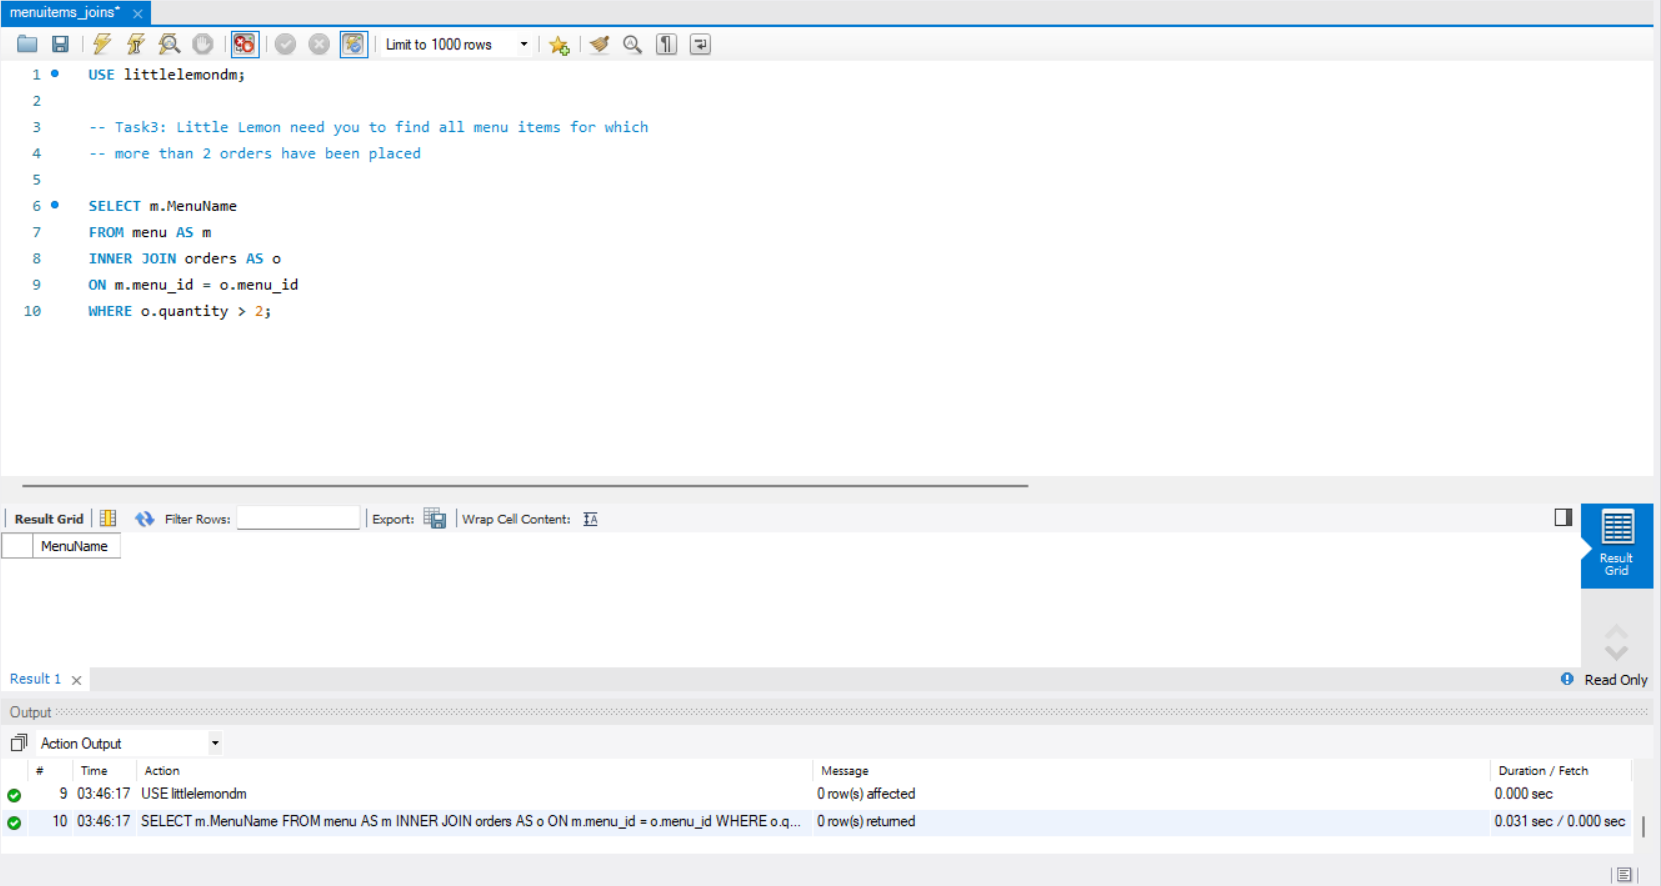 menuitems_joins*
Limit to 1000 rows
1 USE littlelemondm;
2
3 -- Task3: Little Lemon need you to find all menu items for which
4 -- more than 2 orders have been placed
5
6 SELECT m.MenuName
7 FROM menu AS m
8 INNER JOIN orders AS o
9 ON m.menu_id = o.menu_id
10 WHERE o.quantity > 2;
Result Grid Filter Rows: Export: Wrap Cell Content:
MenuName
Result
Grid
Result 1
Read Only
Output
Action Output
# Time Action Message Duration / Fetch
9 03:46:17 USE littlelemondm 0 row(s) affected 0.000 sec
10 03:46:17 SELECT m.MenuName FROM menu AS m INNER JOIN orders AS o ON m.menu_id = o.menu_id WHERE o.q... 0 row(s) returned 0.031 sec / 0.000 sec